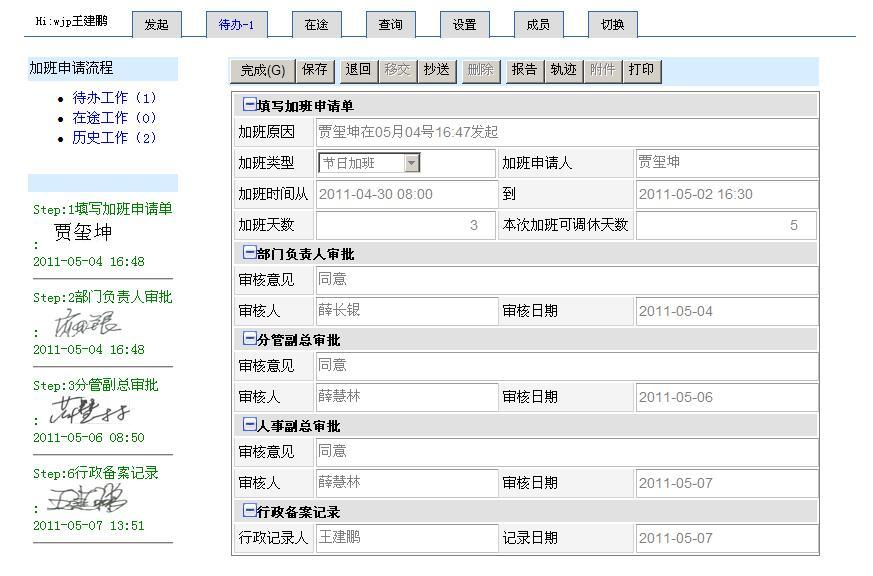 Hi:wjp王建鹏 发起 待办-1 在途 查询 设置 成员 切换
加班申请流程
待办工作（1）
在途工作（0）
历史工作（2）
Step:1填写加班申请单
贾玺坤
:
2011-05-04 16:48
Step:2部门负责人审批
:
2011-05-04 16:48
Step:3分管副总审批
薛慧林
:
2011-05-06 08:50
Step:6行政备案记录
王建鹏
:
2011-05-07 13:51
完成(G) 保存 退回 移交 抄送 删除 报告 轨迹 附件 打印
填写加班申请单
加班原因 贾玺坤在05月04号16:47发起
加班类型 节日加班 加班申请人 贾玺坤
加班时间从 2011-04-30 08:00 到 2011-05-02 16:30
加班天数 3 本次加班可调休天数 5
部门负责人审批
审核意见 同意
审核人 薛长银 审核日期 2011-05-04
分管副总审批
审核意见 同意
审核人 薛慧林 审核日期 2011-05-06
人事副总审批
审核意见 同意
审核人 薛慧林 审核日期 2011-05-07
行政备案记录
行政记录人 王建鹏 记录日期 2011-05-07